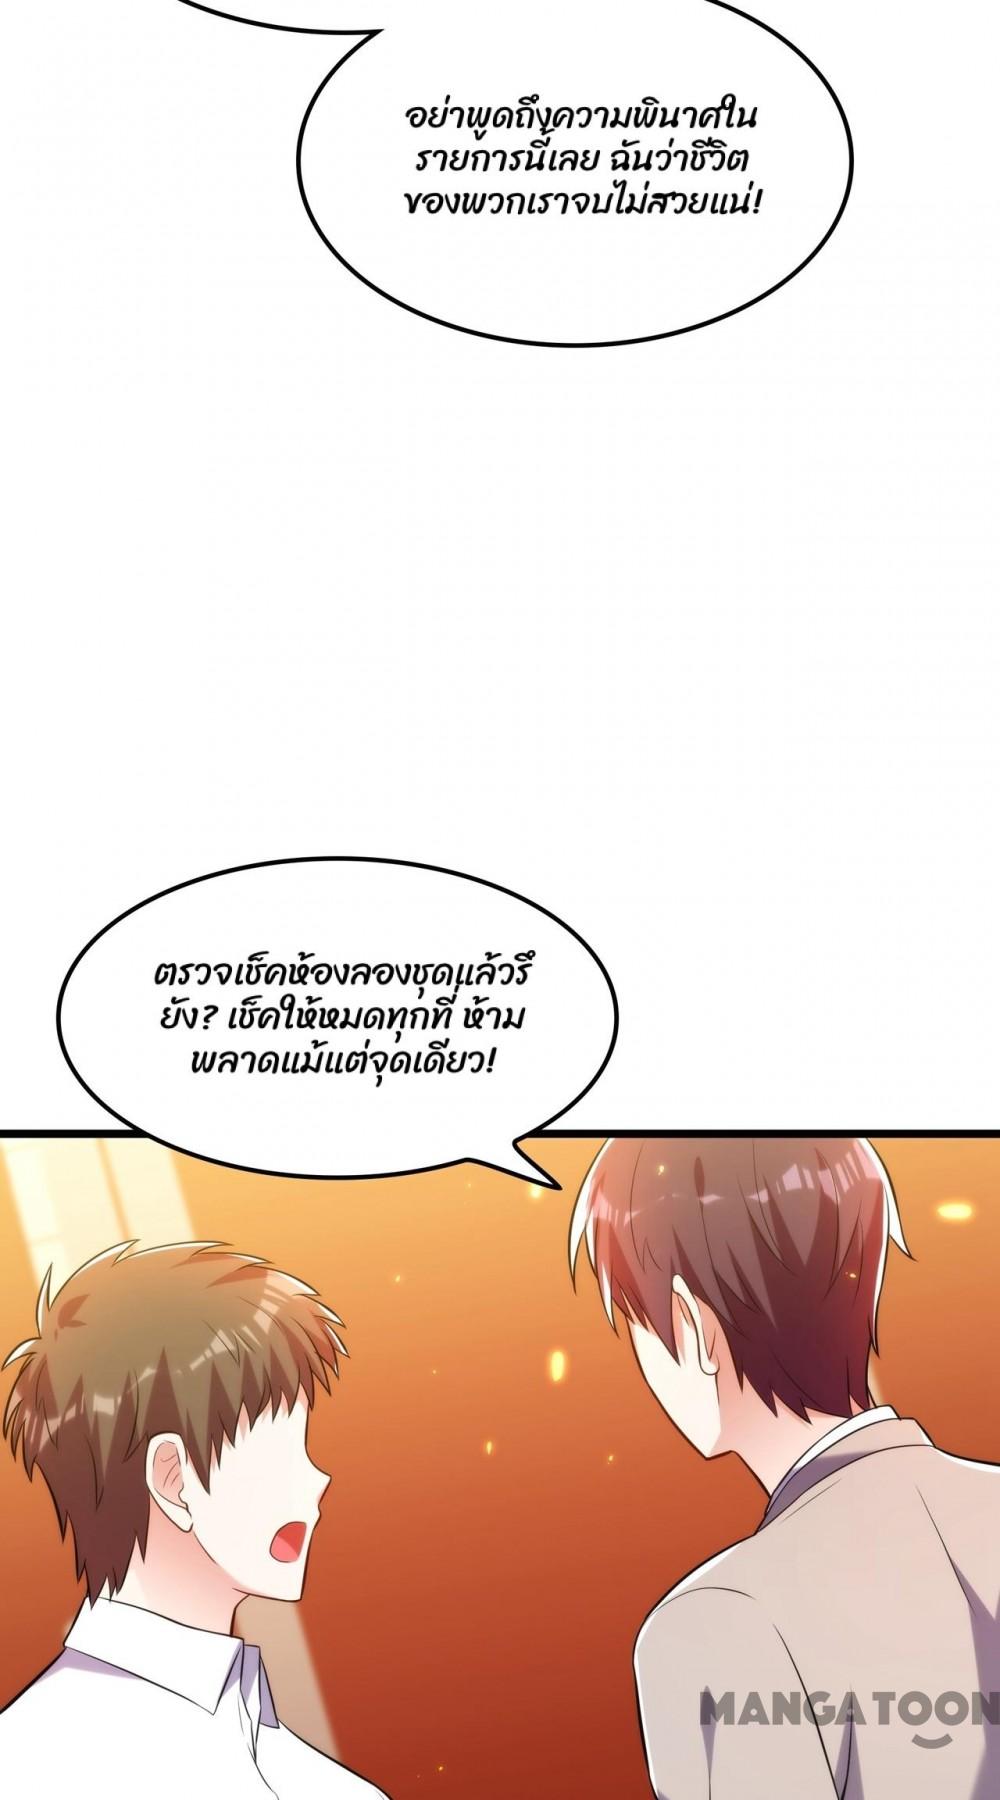 อย่าพูดถึงความพินาศใน
รายการนี้เลย ฉันว่าชีวิต
ของพวกเราจบไม่สวยแน่!
ตรวจเช็คห้องลองชุดแล้วรึ
ยัง? เช็คให้หมดทุกที่ ห้าม
พลาดแม้แต่จุดเดียว!
MANGATOON